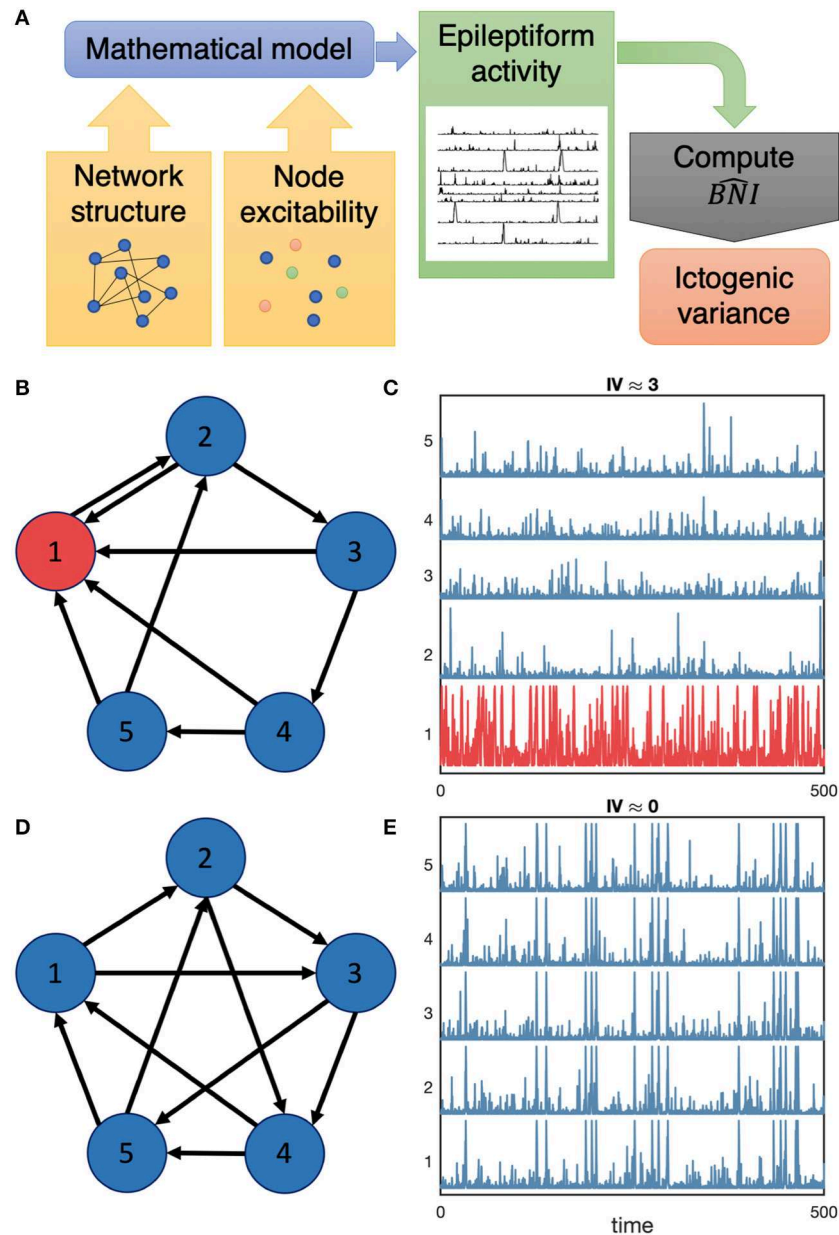 A
Mathematical model
Epileptiform
activity
Network
structure
Node
excitability
Compute
$\widehat{BNI}$
Ictogenic
variance
B
2
1
3
5
4
C
IV ≈ 3
5
4
3
2
1
0
500
D
2
1
3
5
4
E
IV ≈ 0
5
4
3
2
1
0
500
time